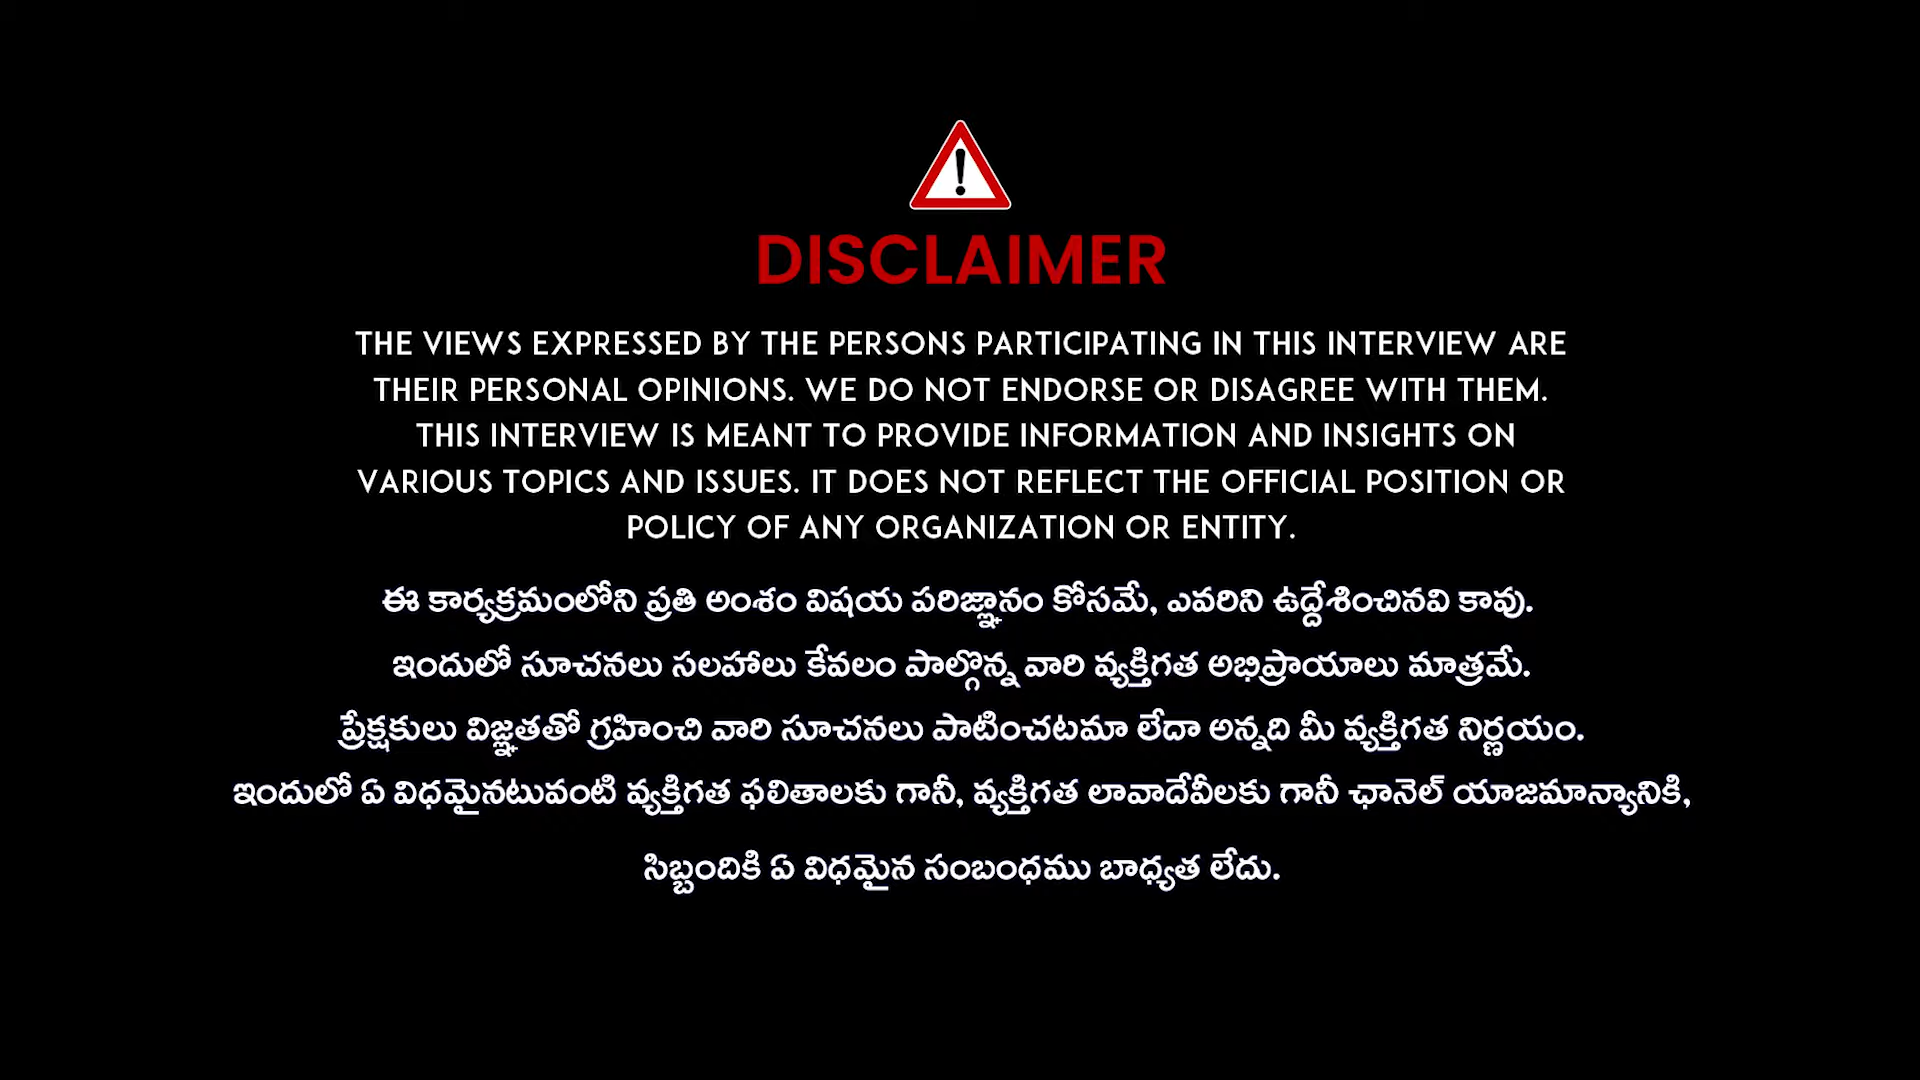 DISCLAIMER
THE VIEWS EXPRESSED BY THE PERSONS PARTICIPATING IN THIS INTERVIEW ARE
THEIR PERSONAL OPINIONS. WE DO NOT ENDORSE OR DISAGREE WITH THEM.
THIS INTERVIEW IS MEANT TO PROVIDE INFORMATION AND INSIGHTS ON
VARIOUS TOPICS AND ISSUES. IT DOES NOT REFLECT THE OFFICIAL POSITION OR
POLICY OF ANY ORGANIZATION OR ENTITY.
ఈ కార్యక్రమంలోని ప్రతి అంశం విషయ పరిజ్ఞానం కోసమే, ఎవరిని ఉద్దేశించినవి కావు.
ఇందులో సూచనలు సలహాలు కేవలం పాల్గొన్న వారి వ్యక్తిగత అభిప్రాయాలు మాత్రమే.
ప్రేక్షకులు విజ్ఞతతో గ్రహించి వారి సూచనలు పాటించటమా లేదా అన్నది మీ వ్యక్తిగత నిర్ణయం.
ఇందులో ఏ విధమైనటువంటి వ్యక్తిగత ఫలితాలకు గానీ, వ్యక్తిగత లావాదేవీలకు గానీ ఛానెల్ యాజమాన్యానికి,
సిబ్బందికి ఏ విధమైన సంబంధము బాధ్యత లేదు.